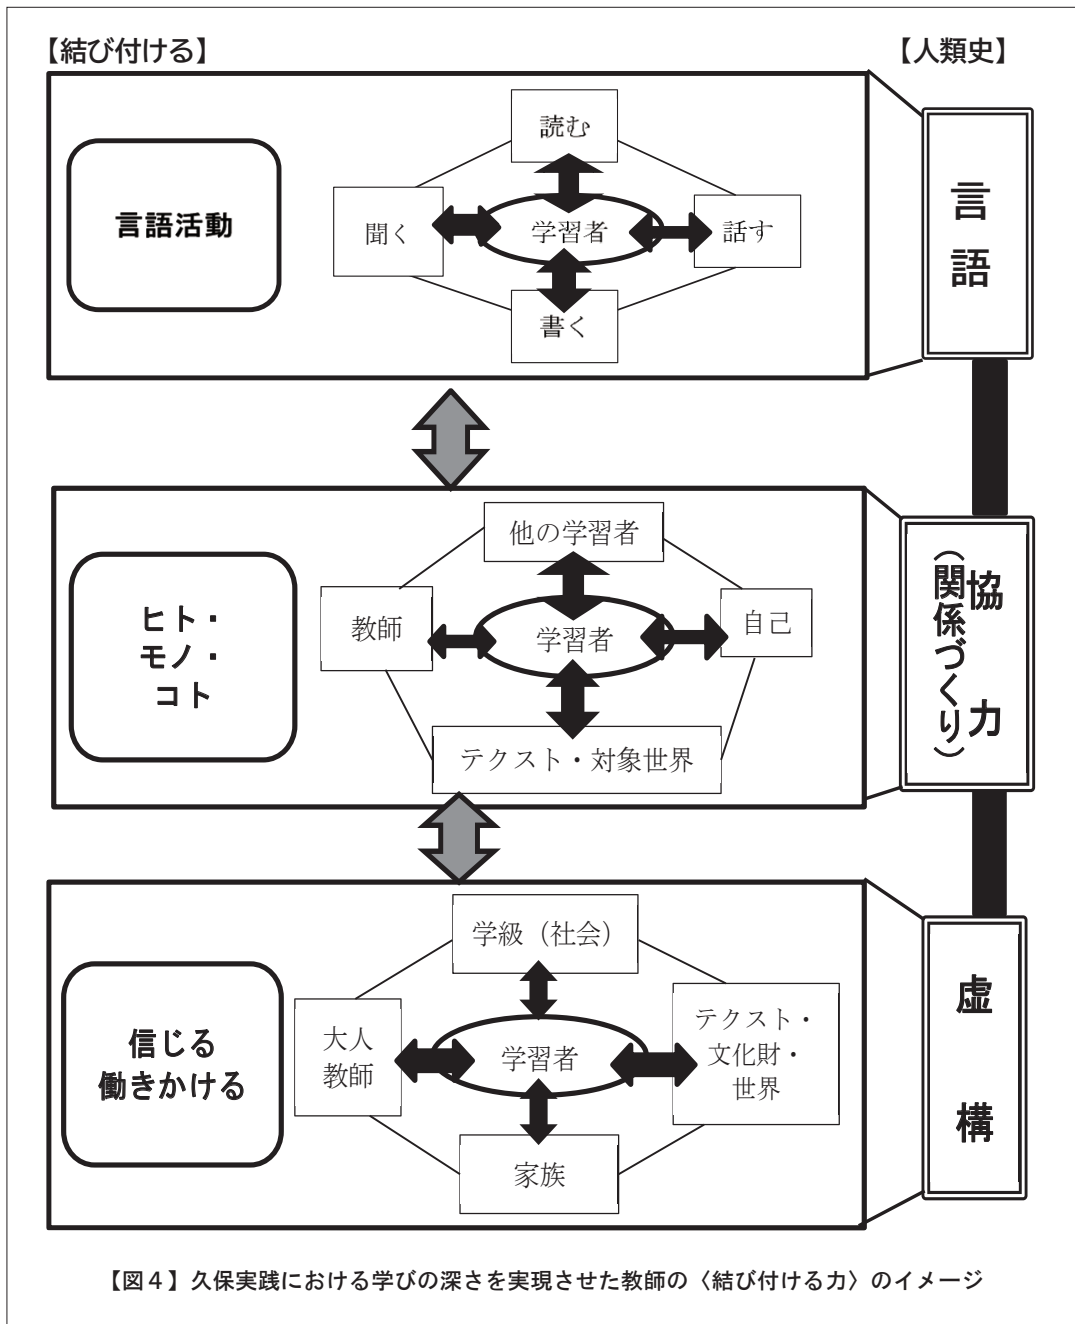 【結び付ける】
【人類史】
言語活動
読む
聞く
学習者
話す
書く
言語
ヒト・
モノ・
コト
他の学習者
教師
学習者
自己
テクスト・対象世界
協力
（関係づくり）
信じる
働きかける
学級（社会）
大人
教師
学習者
テクスト・
文化財・
世界
家族
虚構
【図４】久保実践における学びの深さを実現させた教師の〈結び付ける力〉のイメージ